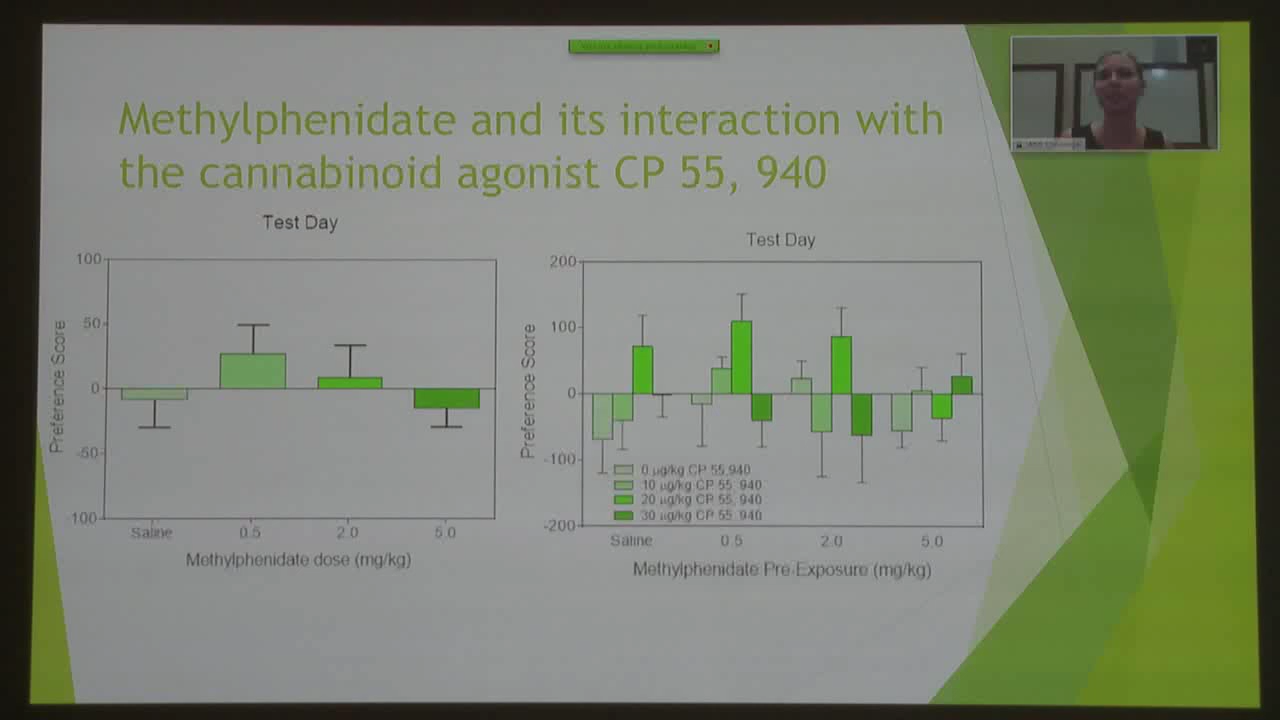 Methylphenidate and its interaction with
the cannabinoid agonist CP 55, 940
Test Day
100
50
0
-50
-100
Preference Score
Saline
0.5
2.0
5.0
Methylphenidate dose (mg/kg)
Test Day
200
100
0
-100
-200
Preference Score
0 µg/kg CP 55,940
10 µg/kg CP 55, 940
20 µg/kg CP 55, 940
30 µg/kg CP 55, 940
Saline
0.5
2.0
5.0
Methylphenidate Pre-Exposure (mg/kg)